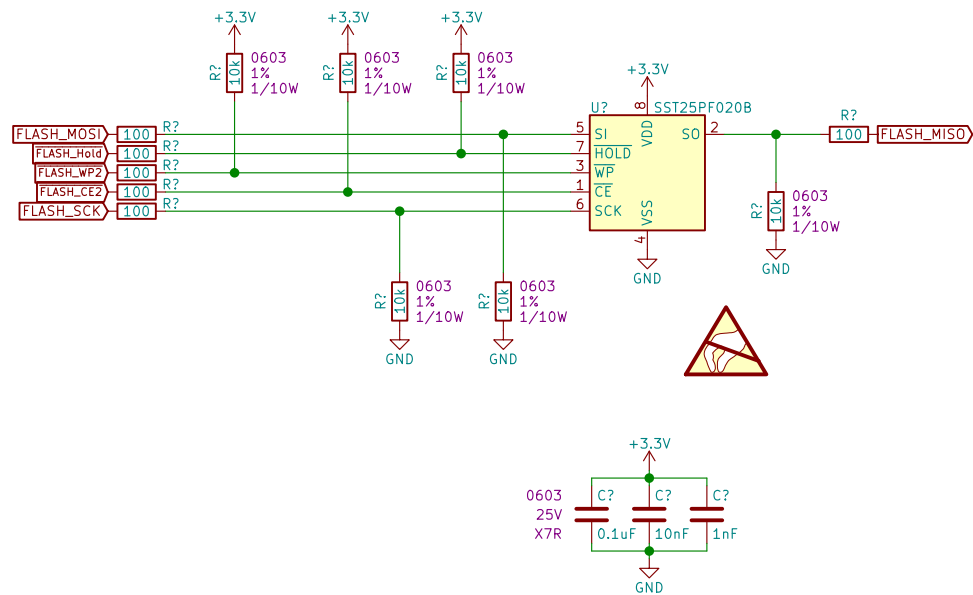 +3.3V
+3.3V
+3.3V
R?
10k
0603
1%
1/10W
R?
10k
0603
1%
1/10W
R?
10k
0603
1%
1/10W
+3.3V
U?
8
SST25PF020B
VDD
FLASH_MOSI
100
R?
5
SI
SO
2
R?
100
FLASH_MISO
FLASH_Hold
100
R?
7
HOLD
FLASH_WP2
100
R?
3
WP
FLASH_CE2
100
R?
1
CE
FLASH_SCK
100
R?
6
SCK
VSS
4
GND
R?
10k
0603
1%
1/10W
GND
R?
10k
0603
1%
1/10W
GND
R?
10k
0603
1%
1/10W
GND
+3.3V
0603
25V
X7R
C?
0.1uF
C?
10nF
C?
1nF
GND